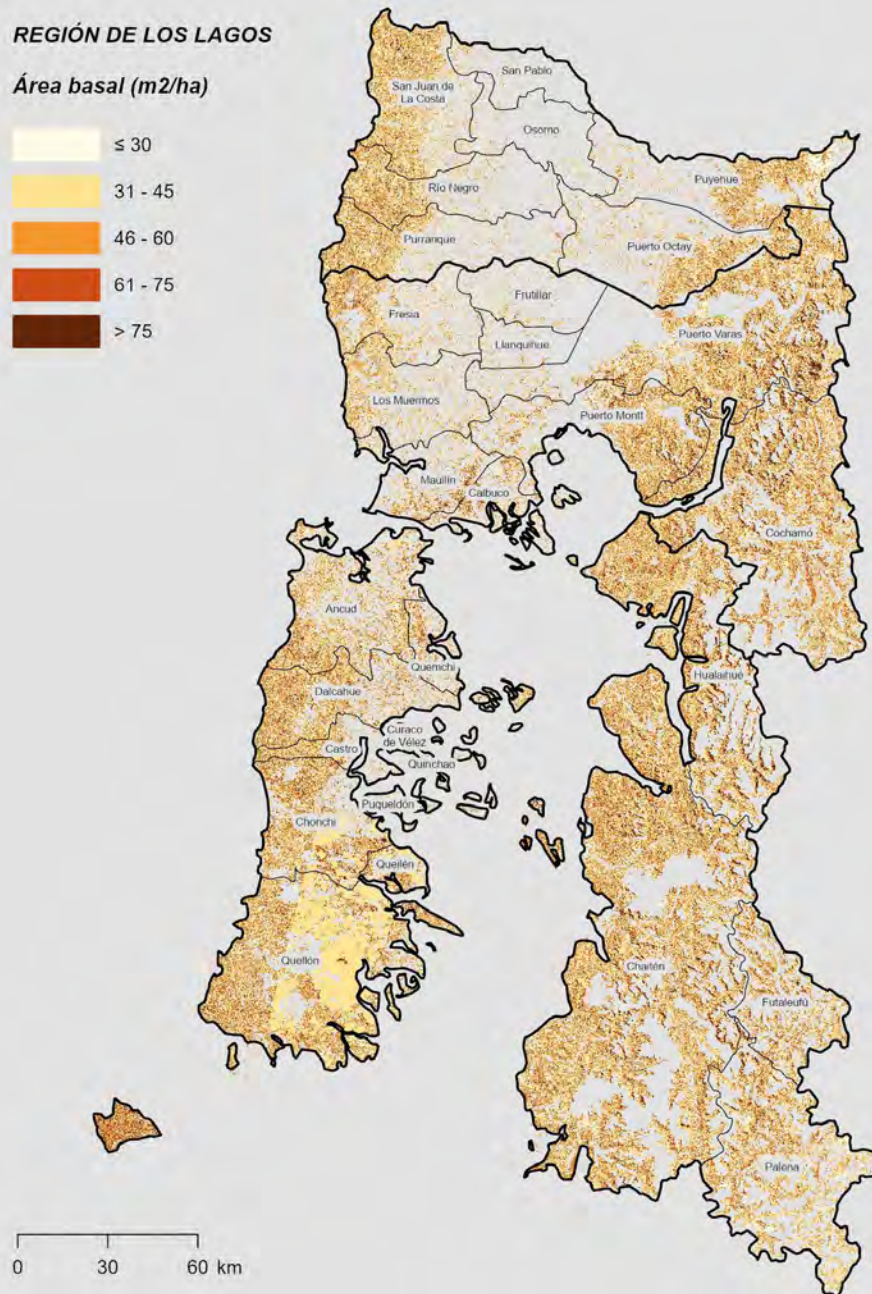 REGIÓN DE LOS LAGOS
Área basal (m2/ha)
≤ 30
31 - 45
46 - 60
61 - 75
> 75
San Pablo
San Juan de
La Costa
Osorno
Puyehue
Río Negro
Purranque
Puerto Octay
Frutillar
Fresia
Puerto Varas
Llanquihue
Los Muermos
Puerto Montt
Maullín
Calbuco
Cochamó
Ancud
Quemchi
Hualaihué
Dalcahue
Curaco
de Vélez
Castro
Quinchao
Puqueldón
Chonchi
Queilén
Quellón
Chaitén
Futaleufú
Palena
0 30 60 km